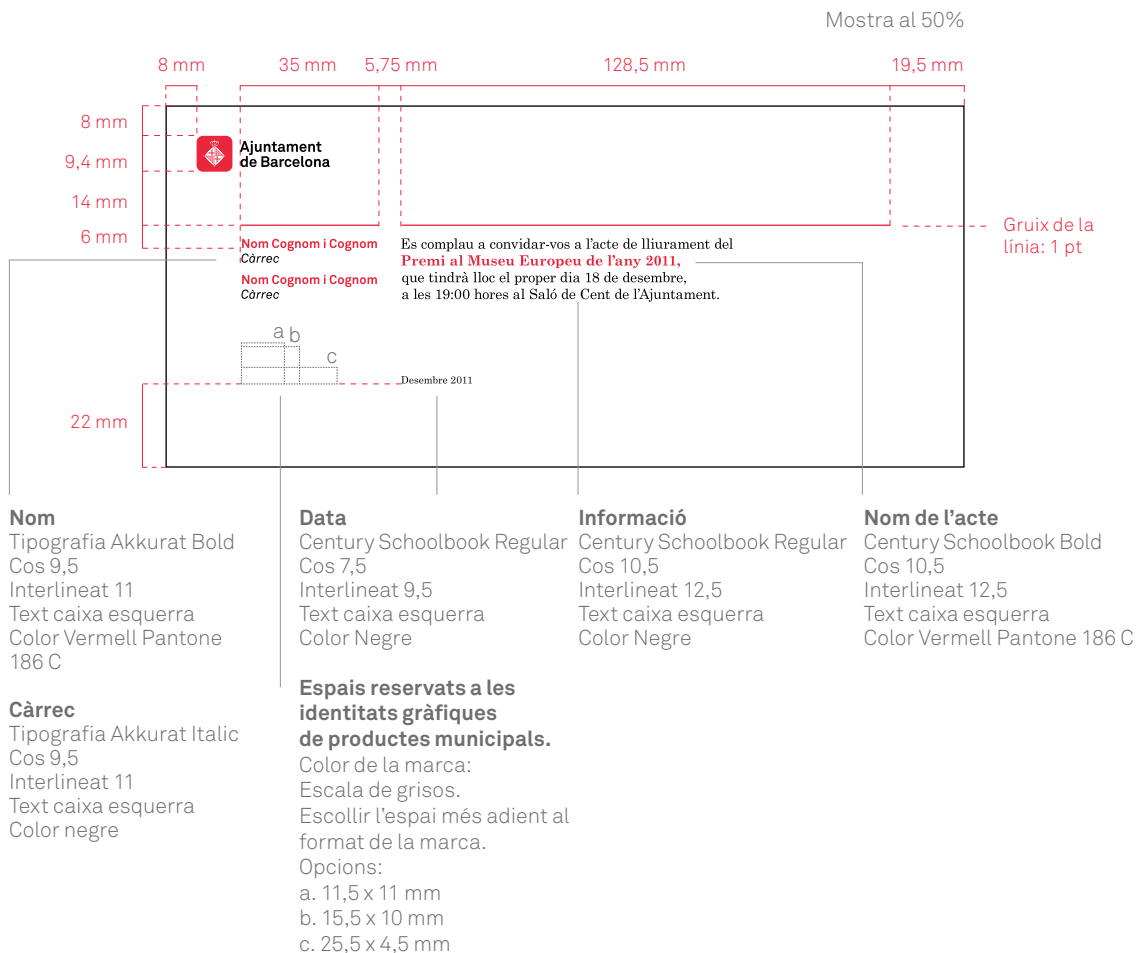 Mostra al 50%
8 mm 35 mm 5,75 mm 128,5 mm 19,5 mm
8 mm
9,4 mm
14 mm
6 mm
Ajuntament
de Barcelona
Gruix de la
línia: 1 pt
Nom Cognom i Cognom
Càrrec
Nom Cognom i Cognom
Càrrec
Es complau a convidar-vos a l’acte de lliurament del
Premi al Museu Europeu de l’any 2011,
que tindrà lloc el proper dia 18 de desembre,
a les 19:00 hores al Saló de Cent de l’Ajuntament.
a b
c
Desembre 2011
22 mm
Nom
Tipografia Akkurat Bold
Cos 9,5
Interlineat 11
Text caixa esquerra
Color Vermell Pantone
186 C
Càrrec
Tipografia Akkurat Italic
Cos 9,5
Interlineat 11
Text caixa esquerra
Color negre
Data
Century Schoolbook Regular
Cos 7,5
Interlineat 9,5
Text caixa esquerra
Color Negre
Espais reservats a les
identitats gràfiques
de productes municipals.
Color de la marca:
Escala de grisos.
Escollir l’espai més adient al
format de la marca.
Opcions:
a. 11,5 x 11 mm
b. 15,5 x 10 mm
c. 25,5 x 4,5 mm
Informació
Century Schoolbook Regular
Cos 10,5
Interlineat 12,5
Text caixa esquerra
Color Negre
Nom de l’acte
Century Schoolbook Bold
Cos 10,5
Interlineat 12,5
Text caixa esquerra
Color Vermell Pantone 186 C